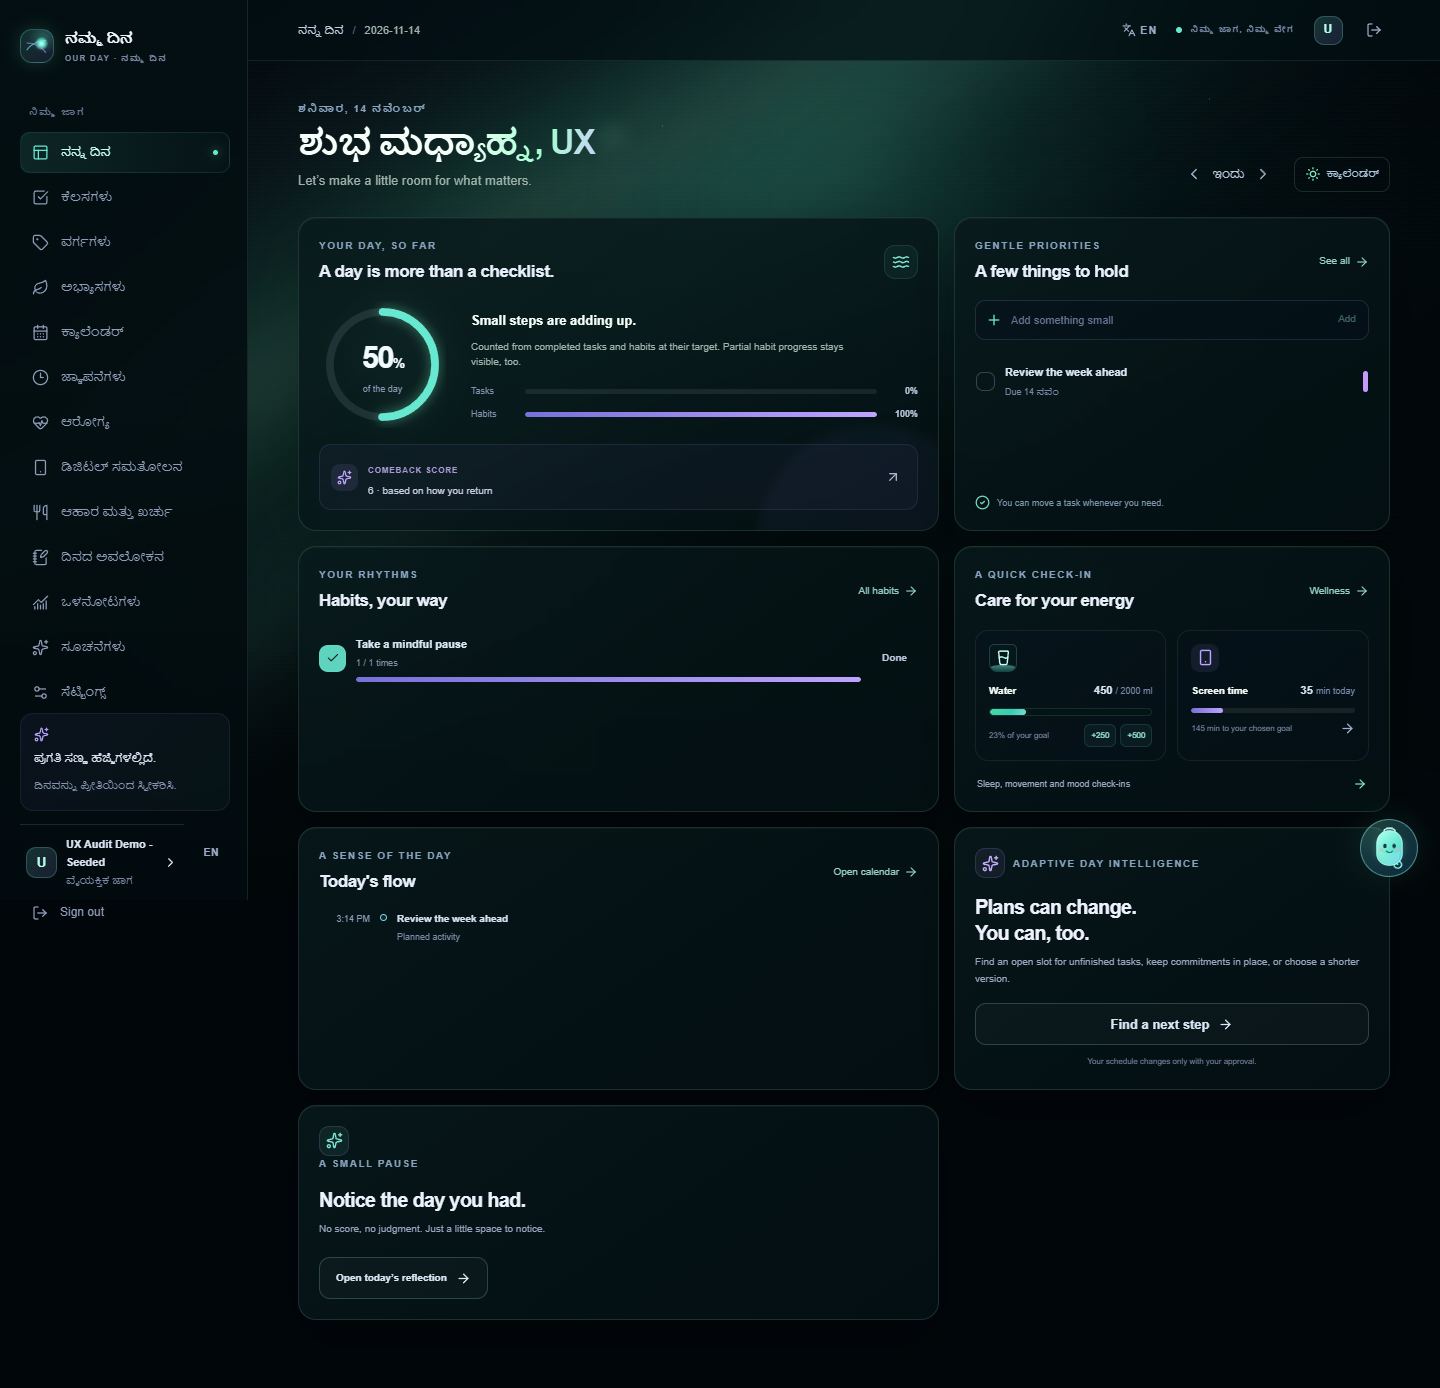 ನಮ್ಮ ದಿನ
OUR DAY · ನಮ್ಮ ದಿನ
ನಿಮ್ಮ ಜಾಗ
ನನ್ನ ದಿನ
ಕೆಲಸಗಳು
ವರ್ಗಗಳು
ಅಭ್ಯಾಸಗಳು
ಕ್ಯಾಲೆಂಡರ್
ಜ್ಞಾಪನೆಗಳು
ಆರೋಗ್ಯ
ಡಿಜಿಟಲ್ ಸಮತೋಲನ
ಆಹಾರ ಮತ್ತು ಖರ್ಚು
ದಿನದ ಅವಲೋಕನ
ಒಳನೋಟಗಳು
ಸೂಚನೆಗಳು
ಸೆಟ್ಟಿಂಗ್ಸ್
ಪ್ರಗತಿ ಸಣ್ಣ ಹೆಜ್ಜೆಗಳಲ್ಲಿದೆ.
ದಿನವನ್ನು ಪ್ರೀತಿಯಿಂದ ಸ್ವೀಕರಿಸಿ.
U
UX Audit Demo -
Seeded
ವೈಯಕ್ತಿಕ ಜಾಗ
EN
Sign out
ನನ್ನ ದಿನ / 2026-11-14
EN
ನಿಮ್ಮ ಜಾಗ, ನಿಮ್ಮ ವೇಗ
U
ಶನಿವಾರ, 14 ನವೆಂಬರ್
ಶುಭ ಮಧ್ಯಾಹ್ನ, UX
Let's make a little room for what matters.
ಇಂದು
ಕ್ಯಾಲೆಂಡರ್
YOUR DAY, SO FAR
A day is more than a checklist.
50%
of the day
Small steps are adding up.
Counted from completed tasks and habits at their target. Partial habit progress stays
visible, too.
Tasks 0%
Habits 100%
COMEBACK SCORE
6 · based on how you return
GENTLE PRIORITIES
A few things to hold
See all
Add something small
Add
Review the week ahead
Due 14 ನವೆಂ
You can move a task whenever you need.
YOUR RHYTHMS
Habits, your way
All habits
Take a mindful pause
1 / 1 times
Done
A QUICK CHECK-IN
Care for your energy
Wellness
Water 450 / 2000 ml
23% of your goal
+250
+500
Screen time 35 min today
145 min to your chosen goal
Sleep, movement and mood check-ins
A SENSE OF THE DAY
Today's flow
Open calendar
3:14 PM
Review the week ahead
Planned activity
ADAPTIVE DAY INTELLIGENCE
Plans can change.
You can, too.
Find an open slot for unfinished tasks, keep commitments in place, or choose a shorter
version.
Find a next step
Your schedule changes only with your approval.
A SMALL PAUSE
Notice the day you had.
No score, no judgment. Just a little space to notice.
Open today's reflection